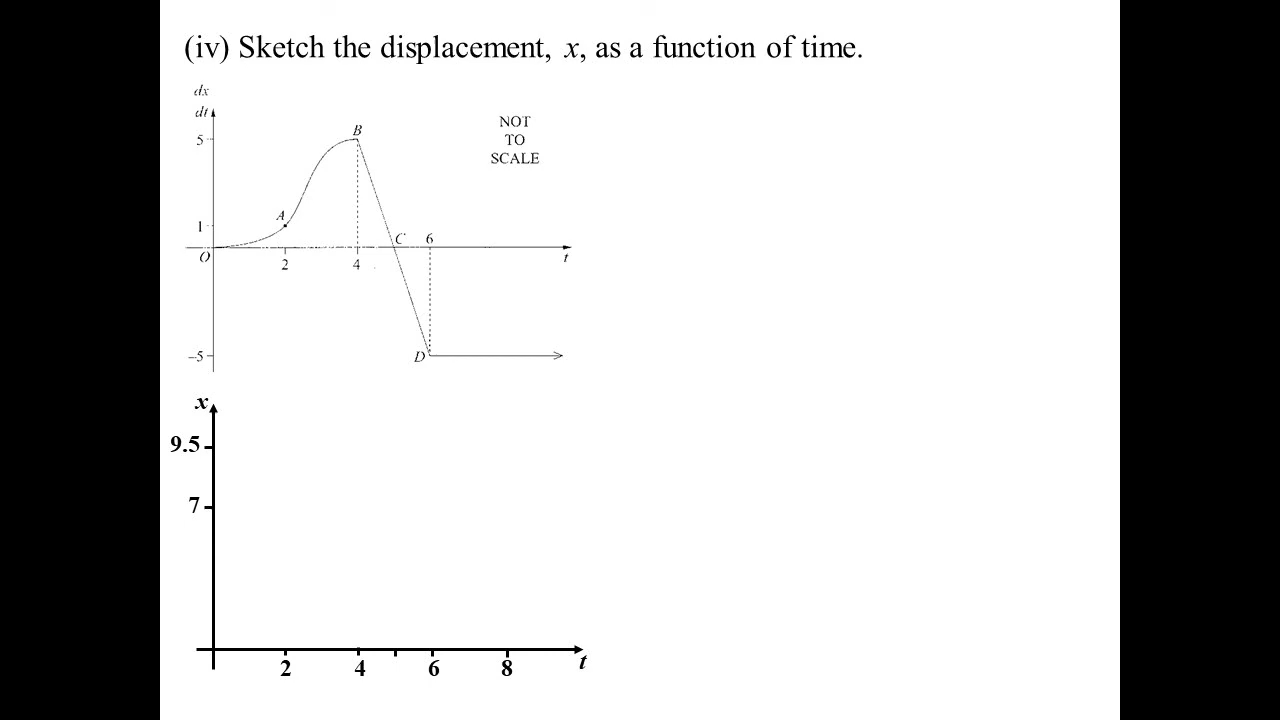 (iv) Sketch the displacement, x, as a function of time.
dx
dt
NOT
TO
SCALE
5
B
A
1
C
6
O
2
4
t
–5
D
x
9.5
7
2
4
6
8
t